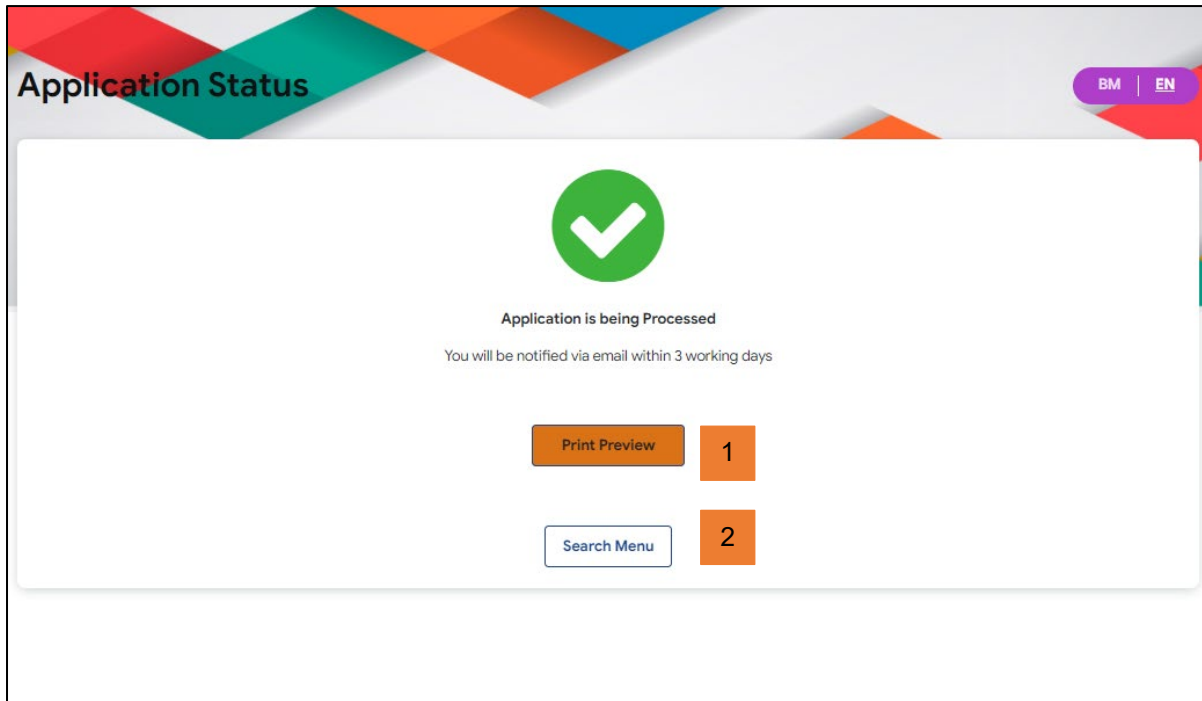 Application Status
BM | EN
Application is being Processed
You will be notified via email within 3 working days
Print Preview
1
Search Menu
2